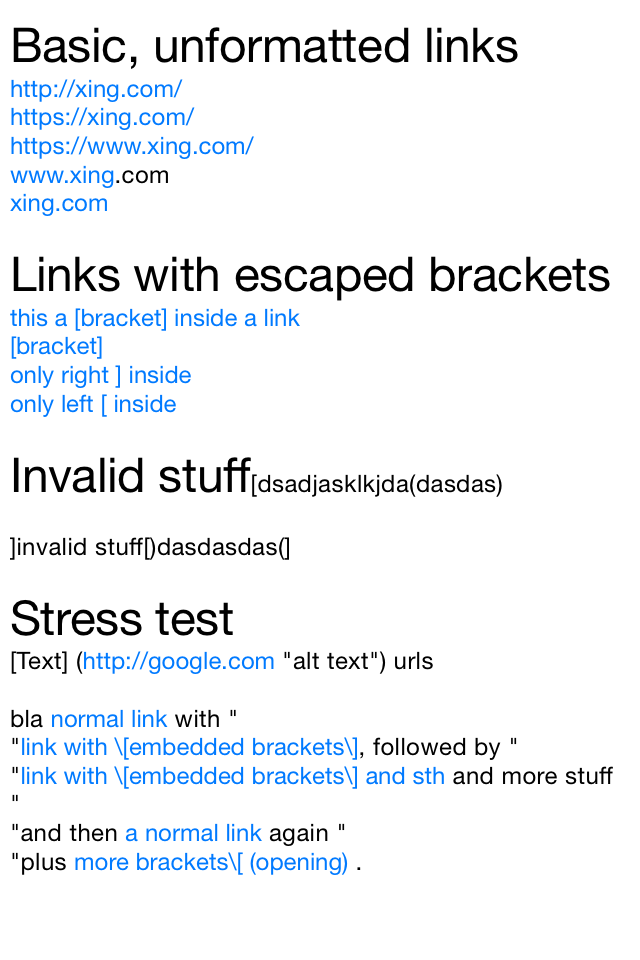 Basic, unformatted links
http://xing.com/
https://xing.com/
https://www.xing.com/
www.xing.com
xing.com
Links with escaped brackets
this a [bracket] inside a link
[bracket]
only right ] inside
only left [ inside
Invalid stuff[dsadjasklkjda(dasdas)
]invalid stuff[)dasdasdas(]
Stress test
[Text] (http://google.com "alt text") urls
bla normal link with "
"link with \[embedded brackets\], followed by "
"link with \[embedded brackets\] and sth and more stuff
"
"and then a normal link again "
"plus more brackets\[ (opening) .